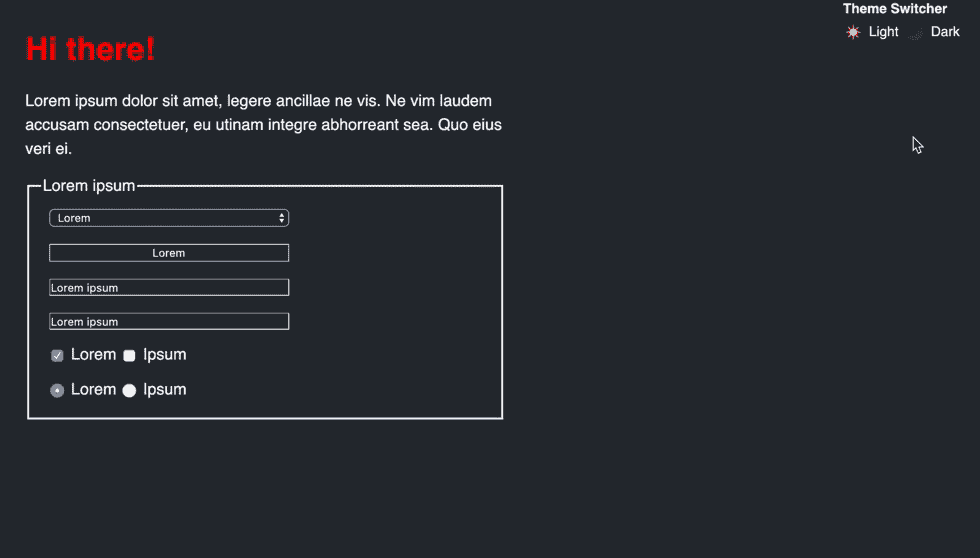 Theme Switcher
Light Dark
Hi there!
Lorem ipsum dolor sit amet, legere ancillae ne vis. Ne vim laudem
accusam consectetuer, eu utinam integre abhorreant sea. Quo eius
veri ei.
Lorem ipsum
Lorem
Lorem
Lorem ipsum
Lorem ipsum
Lorem Ipsum
Lorem Ipsum